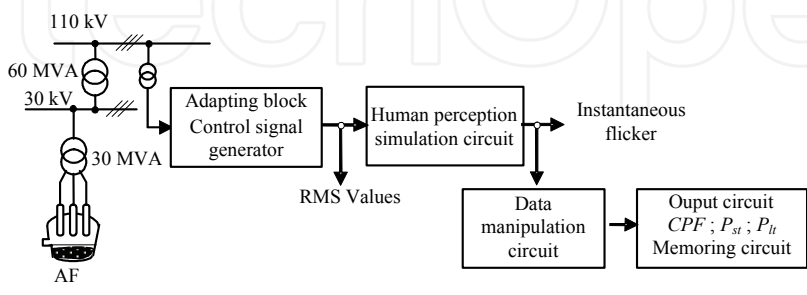 110 kV
60 MVA
30 kV
30 MVA
AF
Adapting block
Control signal
generator
RMS Values
Human perception
simulation circuit
Instantaneous
flicker
Data
manipulation
circuit
Ouput circuit
CPF ; Pst ; Plt
Memoring circuit